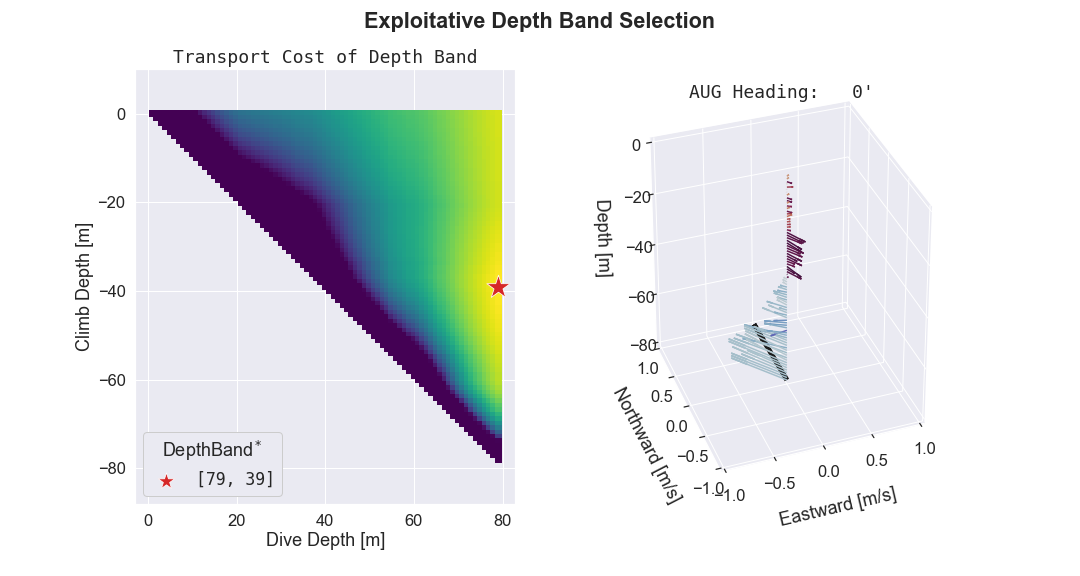 Exploitative Depth Band Selection
Transport Cost of Depth Band
0
−20
−40
−60
−80
Climb Depth [m]
0
20
40
60
80
Dive Depth [m]
DepthBand*
[79, 39]
AUG Heading: 0'
0
−20
−40
−60
−80
Depth [m]
1.0
0.5
0.0
−0.5
−1.0
Northward [m/s]
−1.0
−0.5
0.0
0.5
1.0
Eastward [m/s]